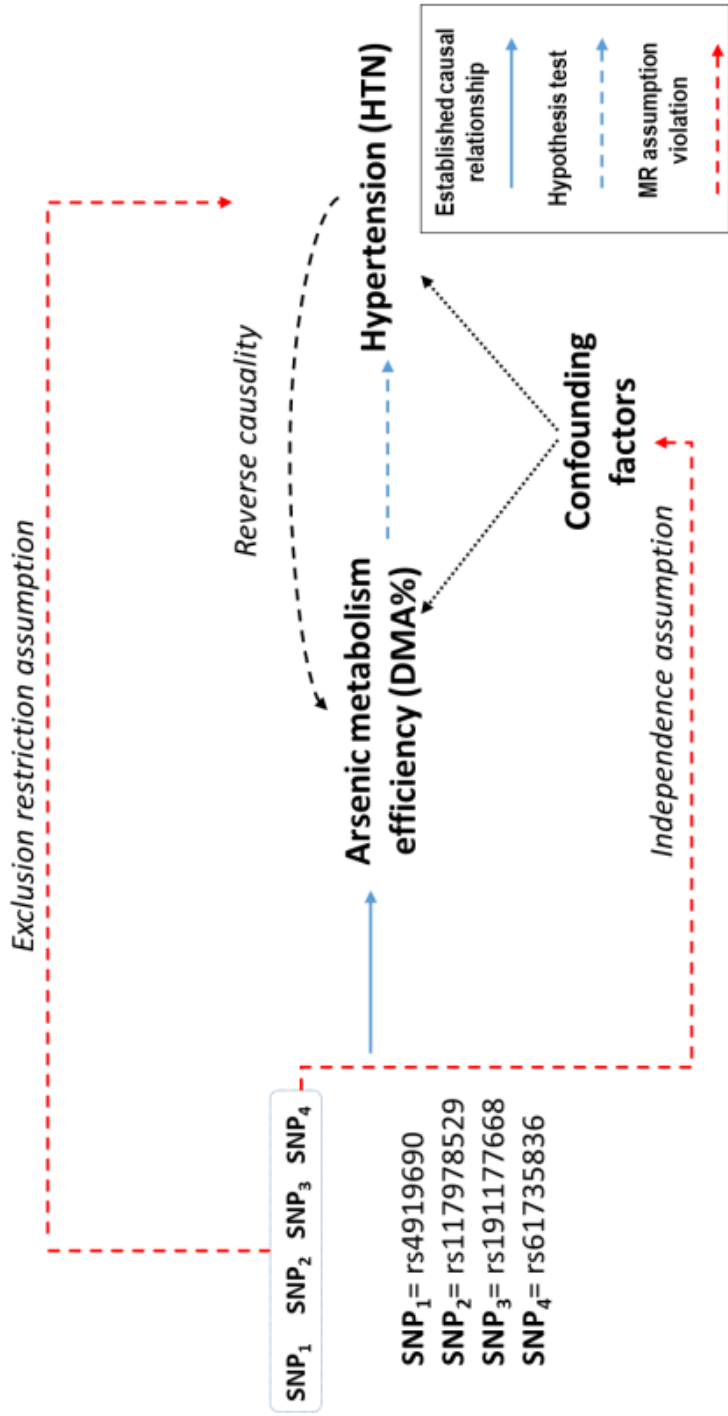 Exclusion restriction assumption
Reverse causality
SNP₁ SNP₂ SNP₃ SNP₄
Arsenic metabolism
efficiency (DMA%)
Hypertension (HTN)
SNP₁= rs4919690
SNP₂= rs117978529
SNP₃= rs191177668
SNP₄= rs61735836
Confounding
factors
Independence assumption
Established causal
relationship
Hypothesis test
MR assumption
violation